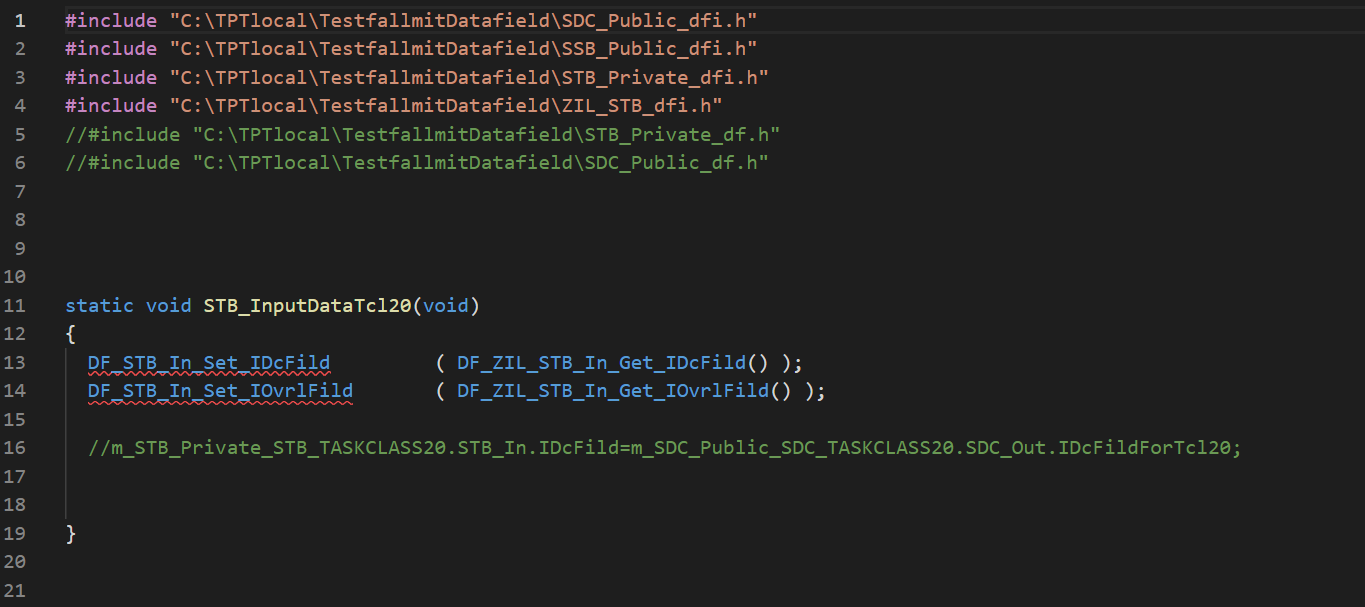 1 #include "C:\TPTlocal\TestfallmitDatafield\SDC_Public_dfi.h"
2 #include "C:\TPTlocal\TestfallmitDatafield\SSB_Public_dfi.h"
3 #include "C:\TPTlocal\TestfallmitDatafield\STB_Private_dfi.h"
4 #include "C:\TPTlocal\TestfallmitDatafield\ZIL_STB_dfi.h"
5 //#include "C:\TPTlocal\TestfallmitDatafield\STB_Private_df.h"
6 //#include "C:\TPTlocal\TestfallmitDatafield\SDC_Public_df.h"
7
8
9
10
11 static void STB_InputDataTcl20(void)
12 {
13 DF_STB_In_Set_IDcFild ( DF_ZIL_STB_In_Get_IDcFild() );
14 DF_STB_In_Set_IOvrlFild ( DF_ZIL_STB_In_Get_IOvrlFild() );
15
16 //m_STB_Private_STB_TASKCLASS20.STB_In.IDcFild=m_SDC_Public_SDC_TASKCLASS20.SDC_Out.IDcFildForTcl20;
17
18
19 }
20
21